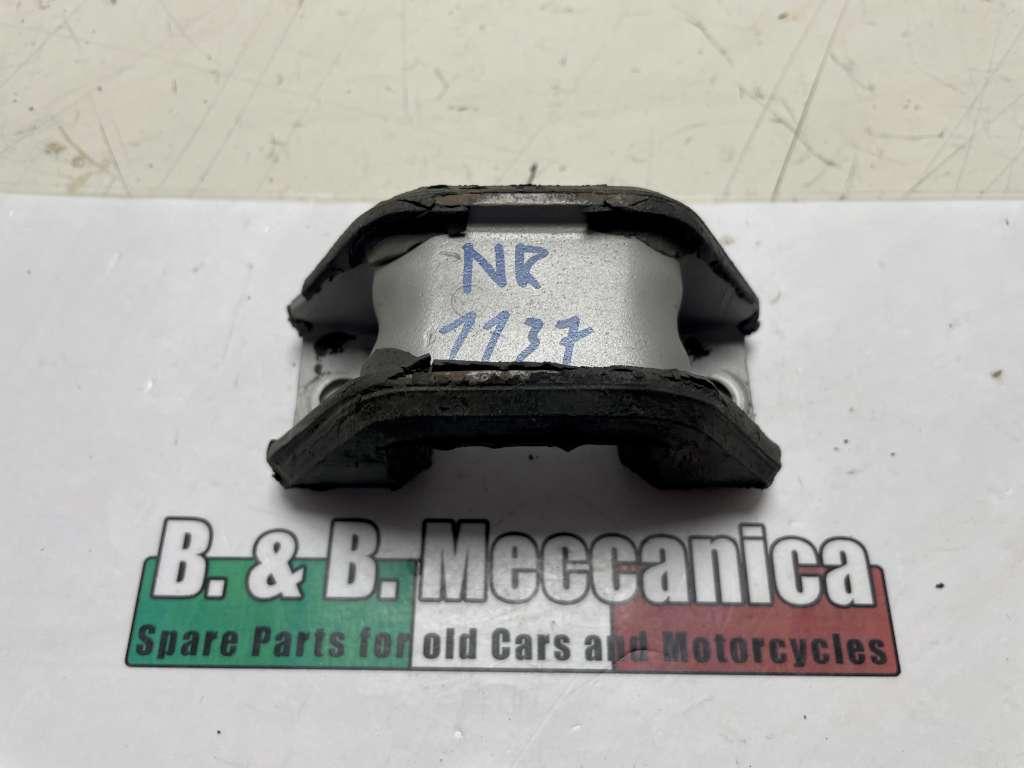 NR
1137
B. & B. Meccanica
Spare Parts for old Cars and Motorcycles